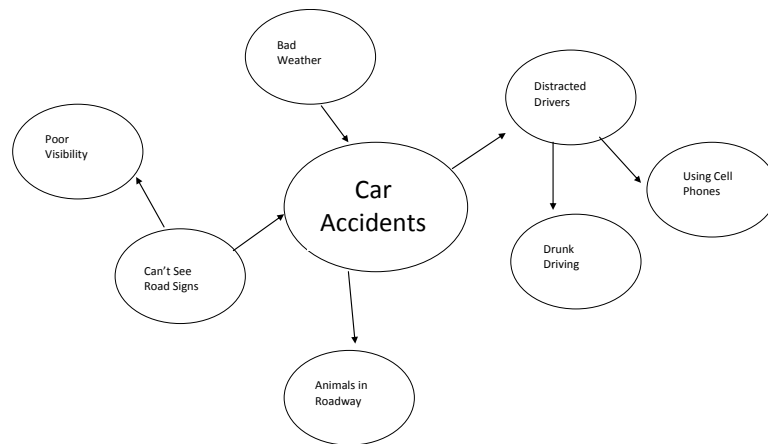 Bad
Weather
Distracted
Drivers
Poor
Visibility
Car
Accidents
Using Cell
Phones
Can't See
Road Signs
Drunk
Driving
Animals in
Roadway